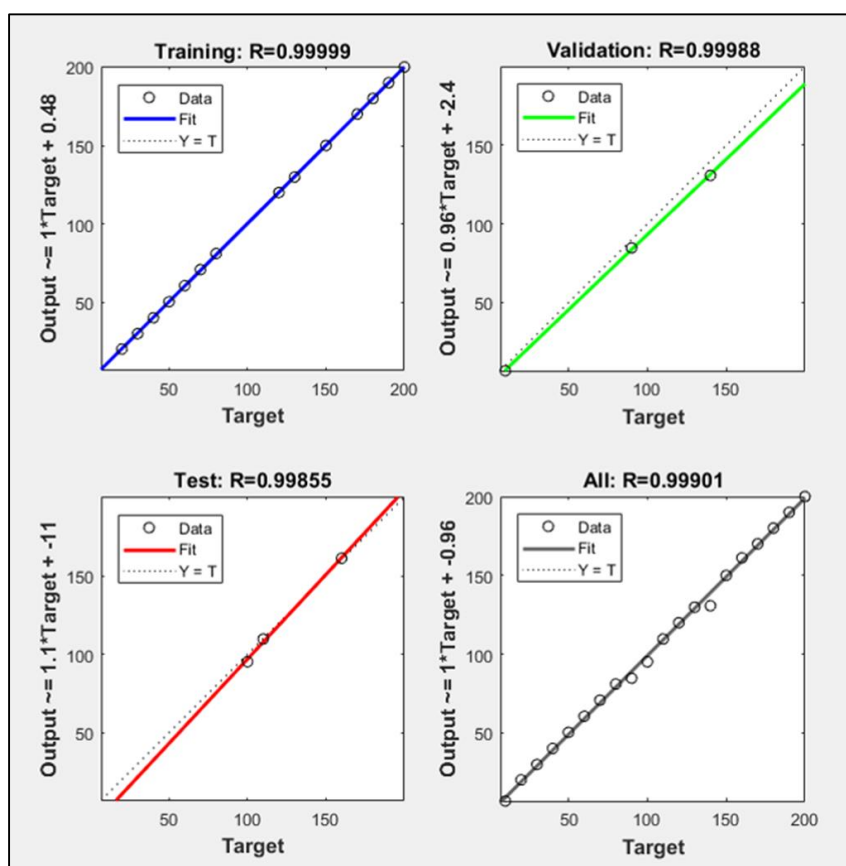 Training: R=0.99999
Output ~= 1*Target + 0.48
200
150
100
50
Data
Fit
Y = T
50
100
150
200
Target
Validation: R=0.99988
Output ~= 0.96*Target + -2.4
150
100
50
Data
Fit
Y = T
50
100
150
Target
Test: R=0.99855
Output ~= 1.1*Target + -11
150
100
50
Data
Fit
Y = T
50
100
150
Target
All: R=0.99901
Output ~= 1*Target + -0.96
200
150
100
50
Data
Fit
Y = T
50
100
150
200
Target